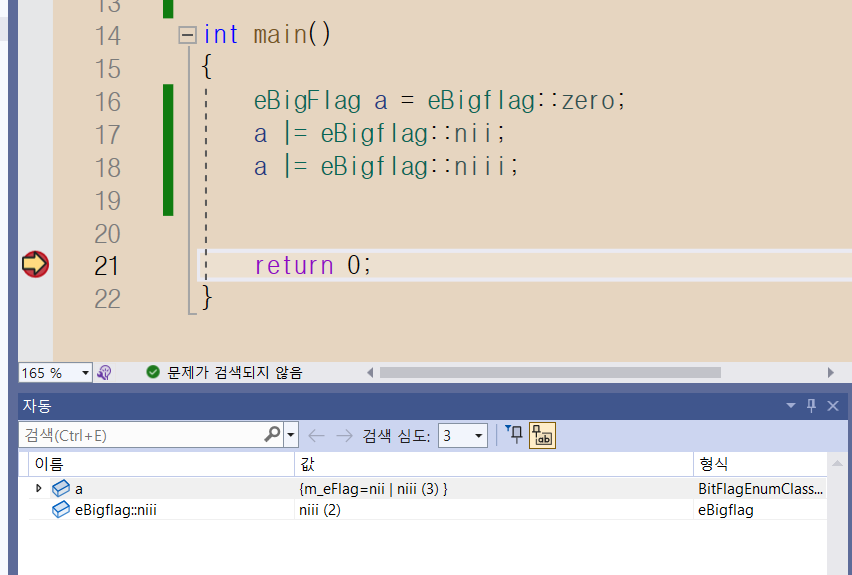 13
14 int main()
15 {
16 eBigFlag a = eBigflag::zero;
17 a |= eBigflag::nii;
18 a |= eBigflag::niii;
19
20
21 return 0;
22 }
165 % 문제가 검색되지 않음
자동
검색(Ctrl+E) 검색 심도: 3 ab
이름 값 형식
a {m_eFlag=nii | niii (3) } BitFlagEnumClass...
eBigflag::niii niii (2) eBigflag